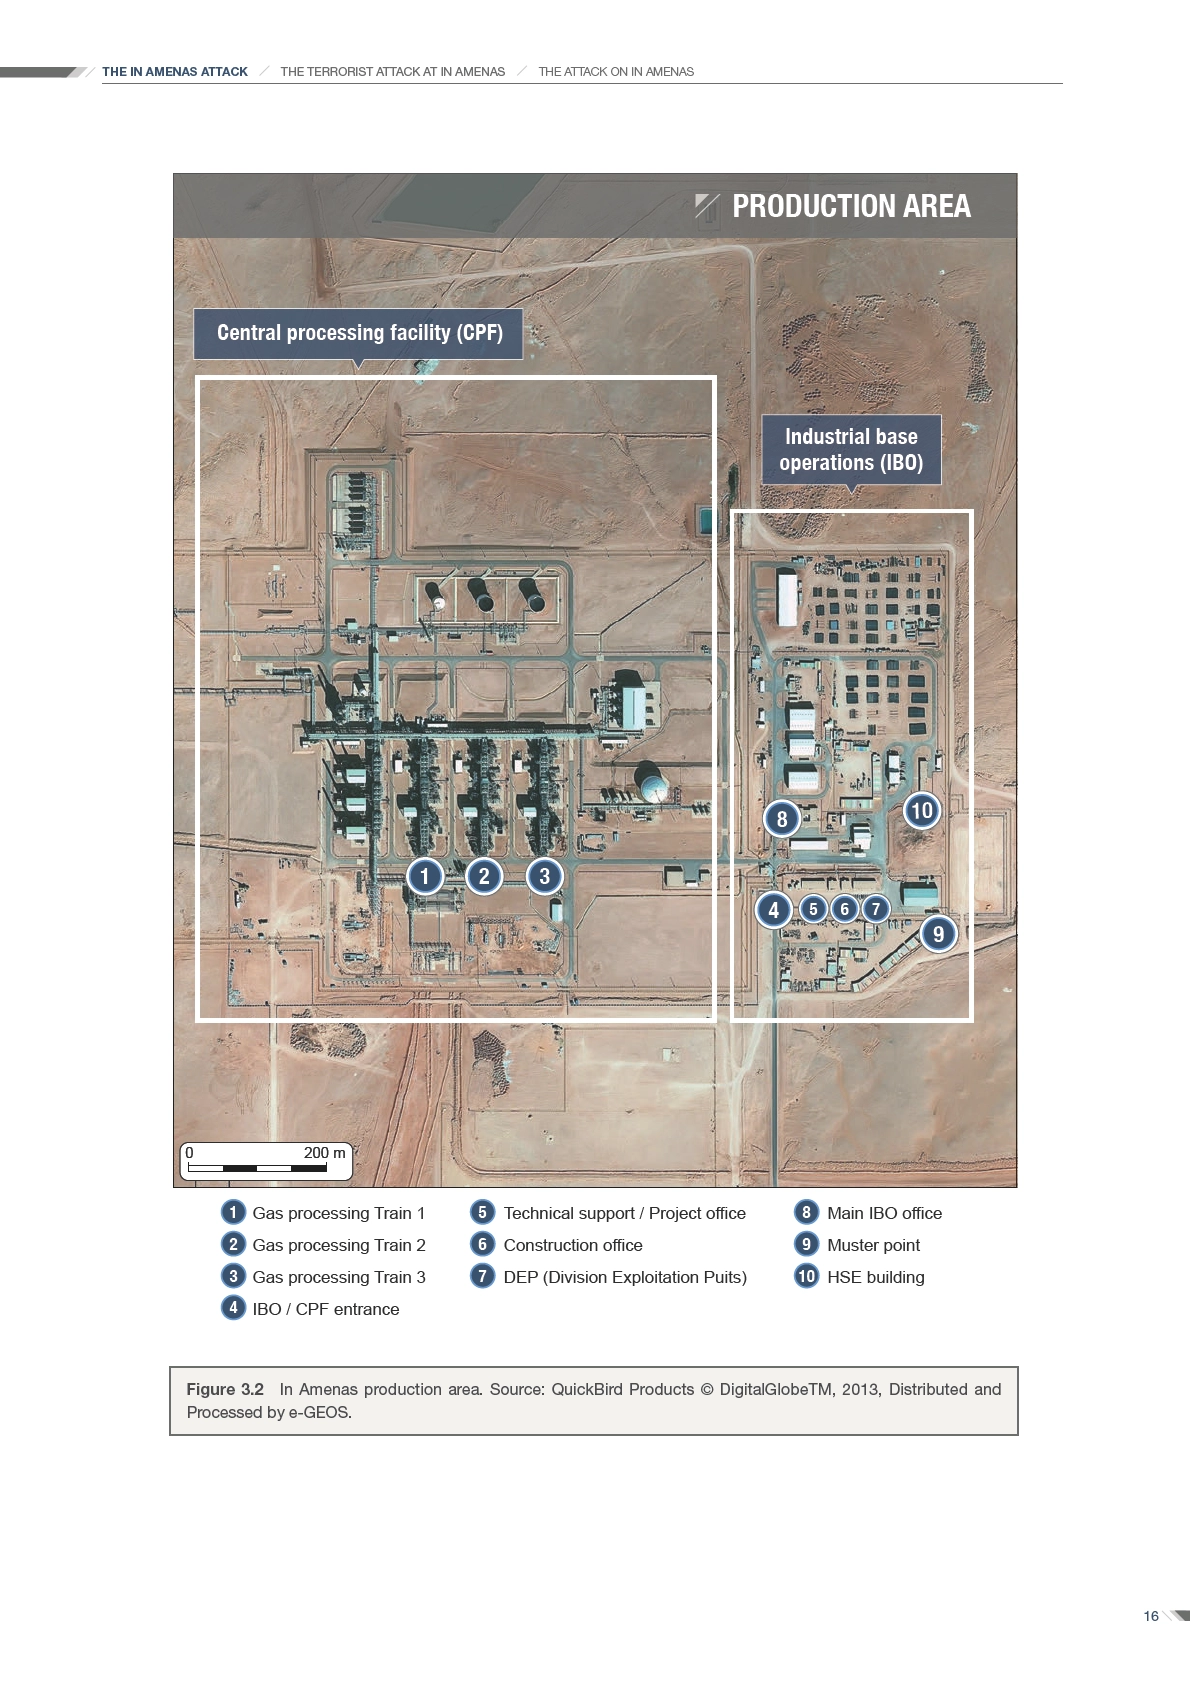 THE IN AMENAS ATTACK / THE TERRORIST ATTACK AT IN AMENAS / THE ATTACK ON IN AMENAS
PRODUCTION AREA
Central processing facility (CPF)
Industrial base
operations (IBO)
8
10
1
2
3
4
5
6
7
9
0 200 m
1 Gas processing Train 1
2 Gas processing Train 2
3 Gas processing Train 3
4 IBO / CPF entrance
5 Technical support / Project office
6 Construction office
7 DEP (Division Exploitation Puits)
8 Main IBO office
9 Muster point
10 HSE building
Figure 3.2 In Amenas production area. Source: QuickBird Products © DigitalGlobeTM, 2013, Distributed and
Processed by e-GEOS.
16